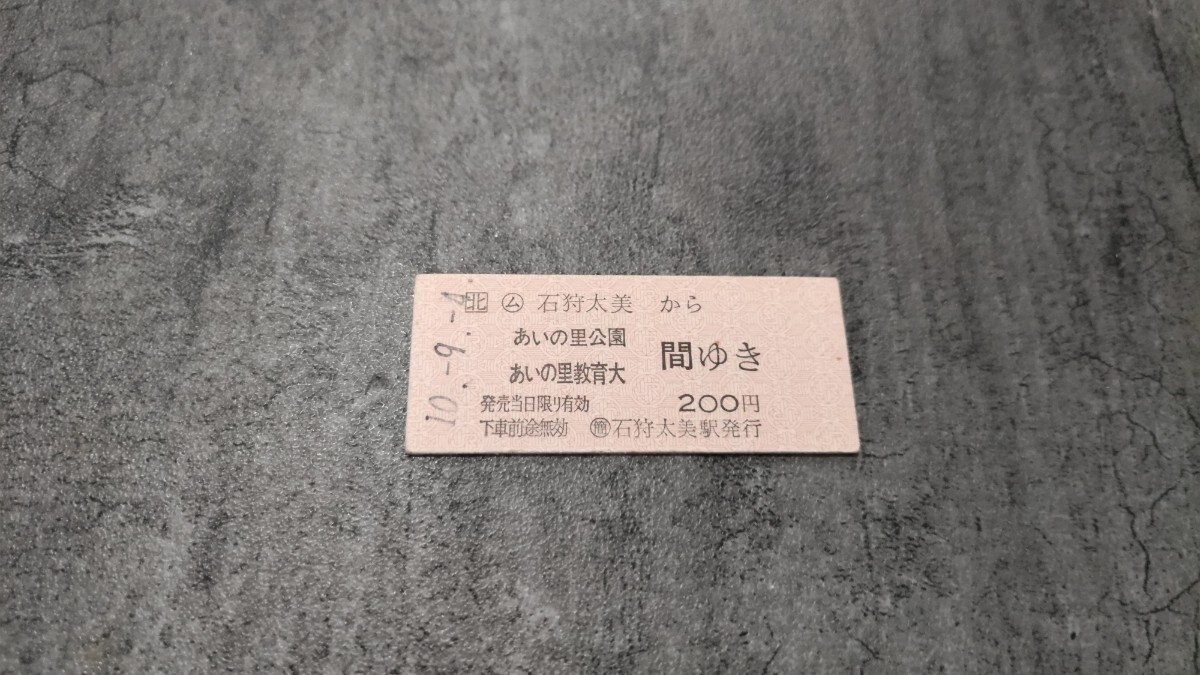 10.-9.-4.
北 ム 石狩太美 から
あいの里公園
あいの里教育大
間ゆき
発売当日限り有効 200円
下車前途無効 簡 石狩太美駅発行